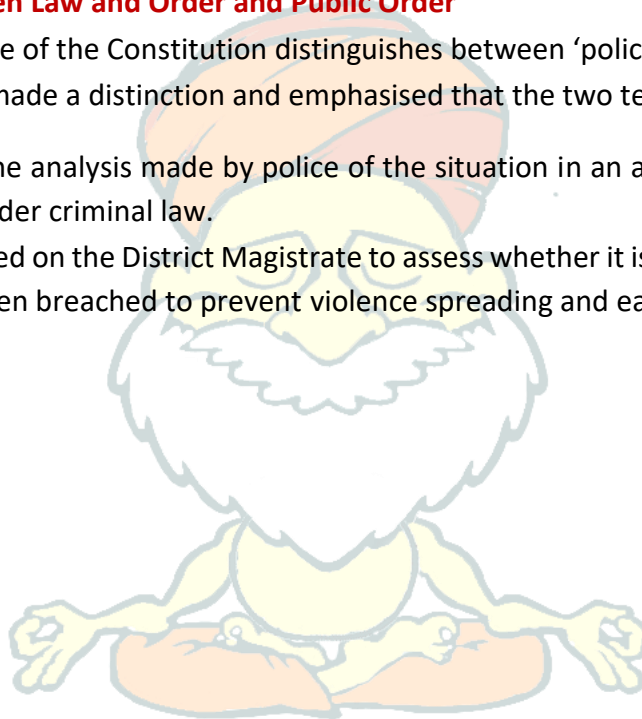 en Law and Order and Public Order
e of the Constitution distinguishes between ‘polic
made a distinction and emphasised that the two te
he analysis made by police of the situation in an a
der criminal law.
ed on the District Magistrate to assess whether it is
en breached to prevent violence spreading and ea